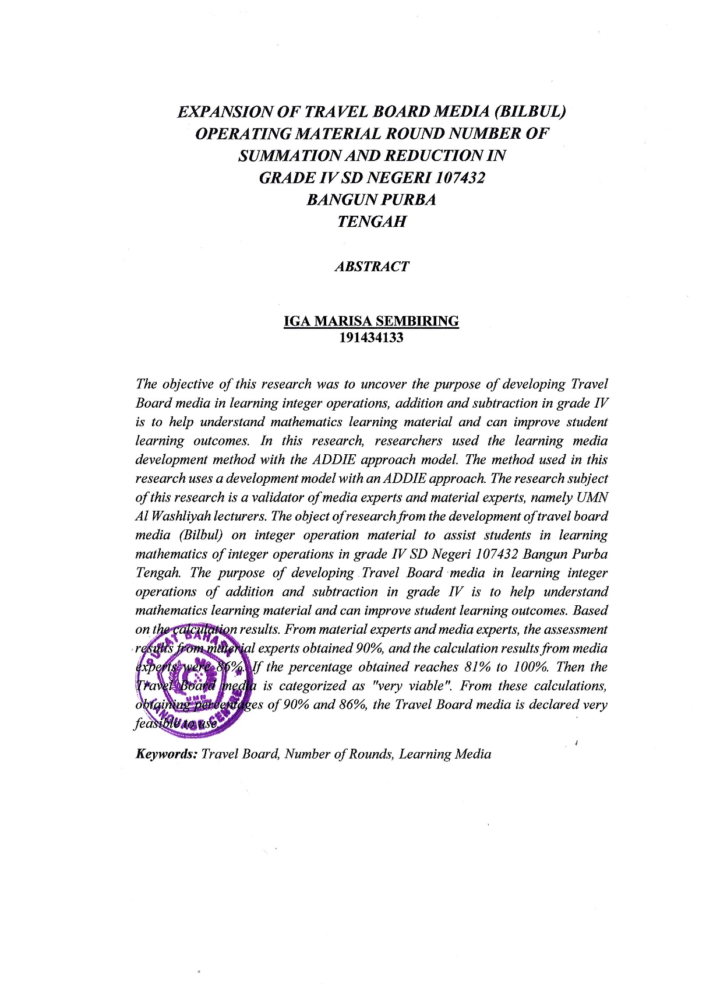 EXPANSION OF TRAVEL BOARD MEDIA (BILBUL)
OPERATING MATERIAL ROUND NUMBER OF
SUMMATION AND REDUCTION IN
GRADE IV SD NEGERI 107432
BANGUN PURBA
TENGAH
ABSTRACT
IGA MARISA SEMBIRING
191434133
The objective of this research was to uncover the purpose of developing Travel
Board media in learning integer operations, addition and subtraction in grade IV
is to help understand mathematics learning material and can improve student
learning outcomes. In this research, researchers used the learning media
development method with the ADDIE approach model. The method used in this
research uses a development model with an ADDIE approach. The research subject
of this research is a validator of media experts and material experts, namely UMN
Al Washliyah lecturers. The object of research from the development of travel board
media (Bilbul) on integer operation material to assist students in learning
mathematics of integer operations in grade IV SD Negeri 107432 Bangun Purba
Tengah. The purpose of developing Travel Board media in learning integer
operations of addition and subtraction in grade IV is to help understand
mathematics learning material and can improve student learning outcomes. Based
on the calculation results. From material experts and media experts, the assessment
results from material experts obtained 90%, and the calculation results from media
experts were 86%. If the percentage obtained reaches 81% to 100%. Then the
Travel Board media is categorized as "very viable". From these calculations,
obtaining percentages of 90% and 86%, the Travel Board media is declared very
feasible to use.
PUSAT BAHASA
UMN
LANGUAGE CENTRE
Keywords: Travel Board, Number of Rounds, Learning Media